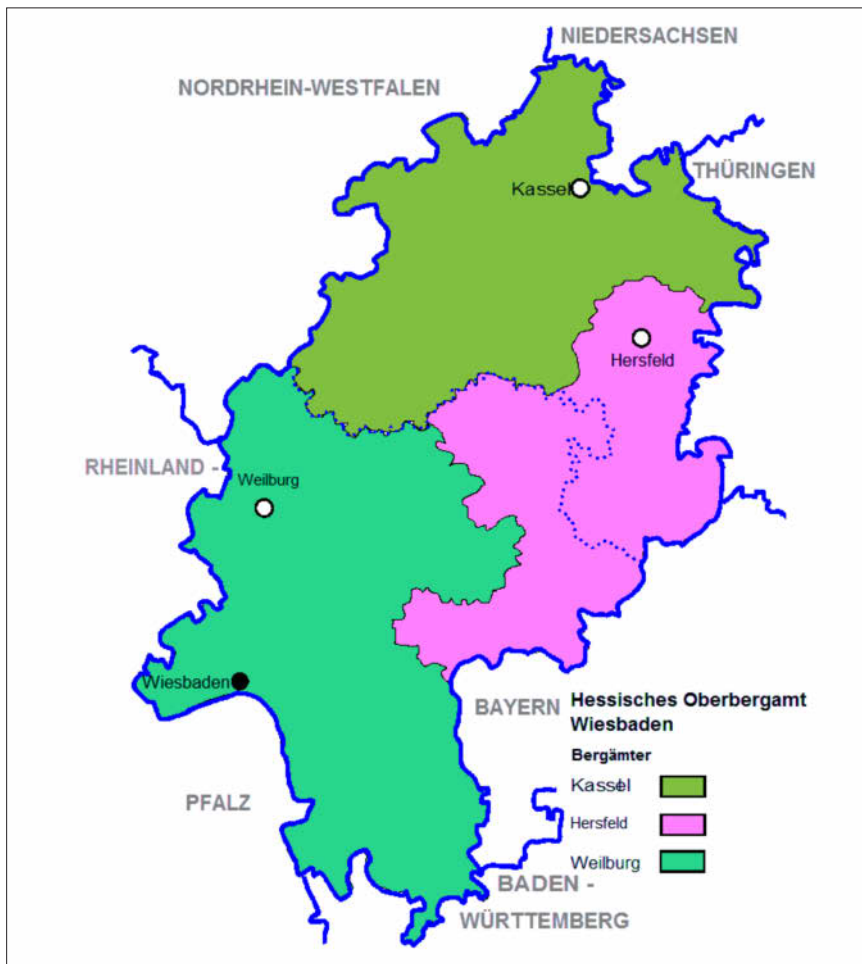 NIEDERSACHSEN
NORDRHEIN-WESTFALEN
THÜRINGEN
Kassel
Hersfeld
RHEINLAND -
Weilburg
Wiesbaden
BAYERN
Hessisches Oberbergamt
Wiesbaden
Bergämter
Kassel
Hersfeld
Weilburg
PFALZ
BADEN -
WÜRTTEMBERG